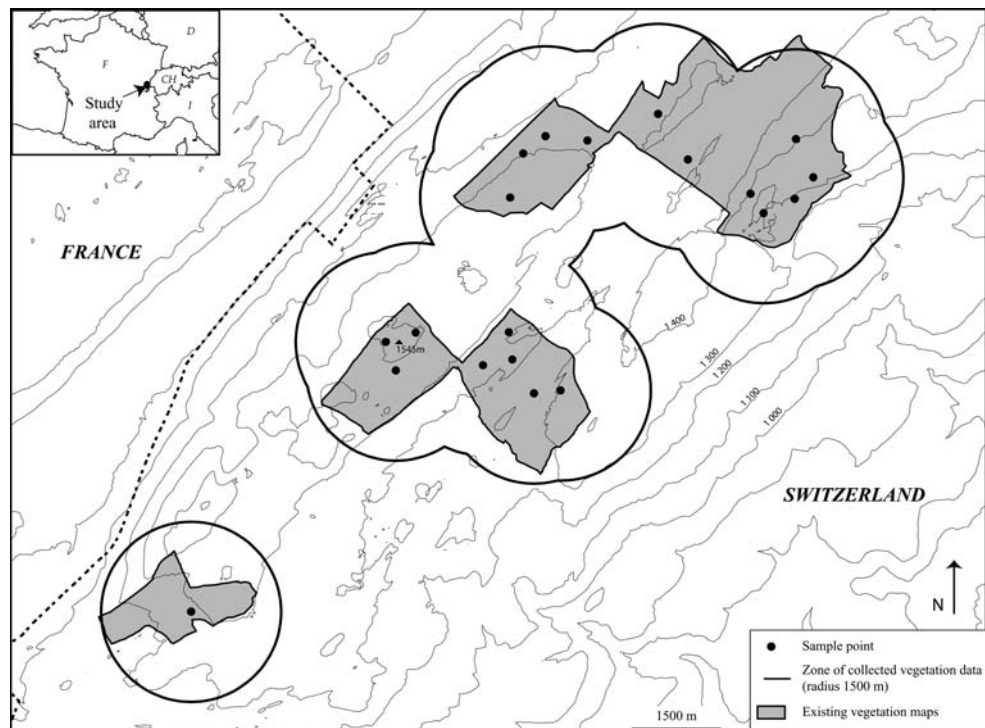 D
F
CH
Study
area
I
FRANCE
1545m
1 400
1 300
1 200
1 100
1 000
SWITZERLAND
N
Sample point
Zone of collected vegetation data
(radius 1500 m)
Existing vegetation maps
1500 m